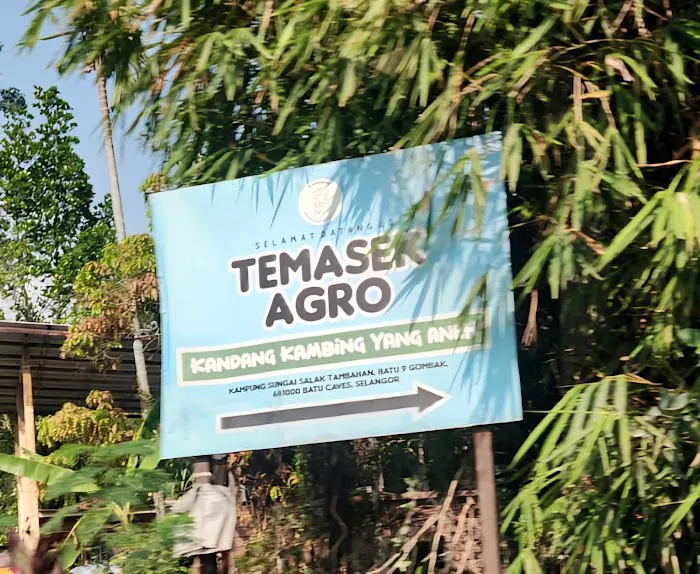 SELAMAT DATANG
TEMASEK
AGRO
KANDANG KAMBING YANG
KAMPUNG SUNGAI SALAK TAMBAHAN, BATU 9 GOMBAK,
681000 BATU CAVES, SELANGOR